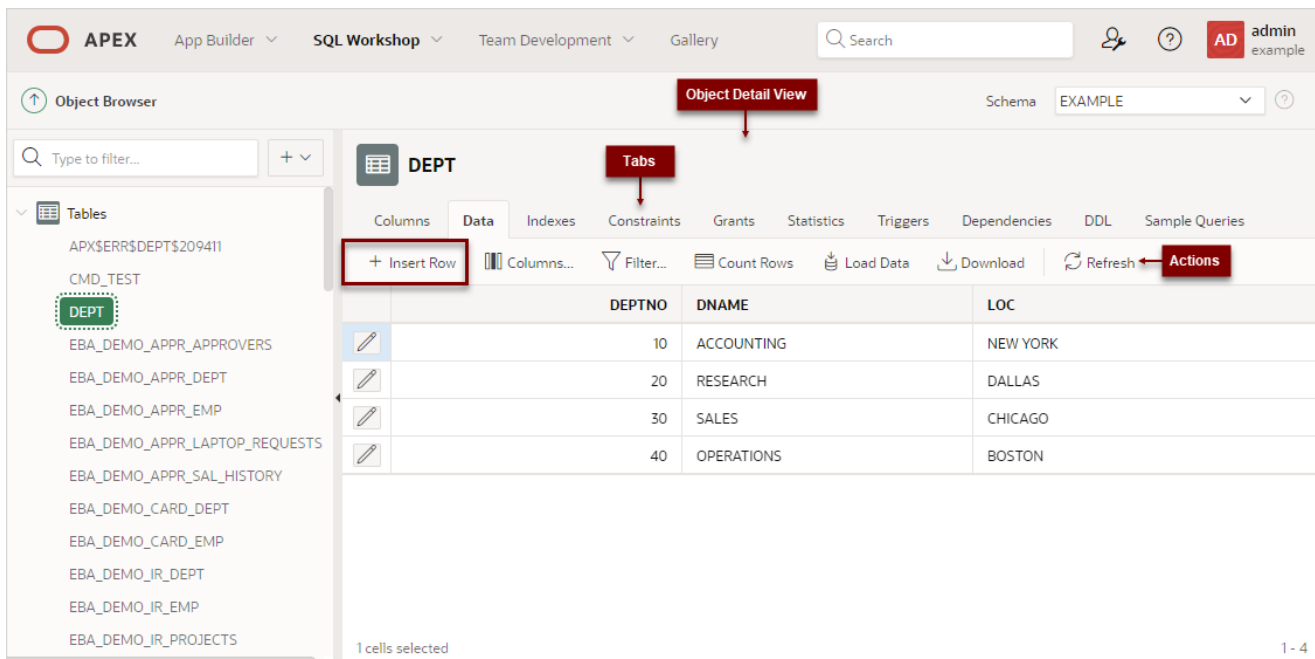 APEX App Builder SQL Workshop Team Development Gallery Search AD admin
example
Object Browser Object Detail View Schema EXAMPLE
Type to filter...
DEPT Tabs
Tables
Columns Data Indexes Constraints Grants Statistics Triggers Dependencies DDL Sample Queries
APX$ERR$DEPT$209411
+ Insert Row Columns... Filter... Count Rows Load Data Download Refresh Actions
CMD_TEST
DEPTNO DNAME LOC
DEPT
EBA_DEMO_APPR_APPROVERS
10 ACCOUNTING NEW YORK
EBA_DEMO_APPR_DEPT
20 RESEARCH DALLAS
EBA_DEMO_APPR_EMP
30 SALES CHICAGO
EBA_DEMO_APPR_LAPTOP_REQUESTS
40 OPERATIONS BOSTON
EBA_DEMO_APPR_SAL_HISTORY
EBA_DEMO_CARD_DEPT
EBA_DEMO_CARD_EMP
EBA_DEMO_IR_DEPT
EBA_DEMO_IR_EMP
EBA_DEMO_IR_PROJECTS
1 cells selected 1 - 4